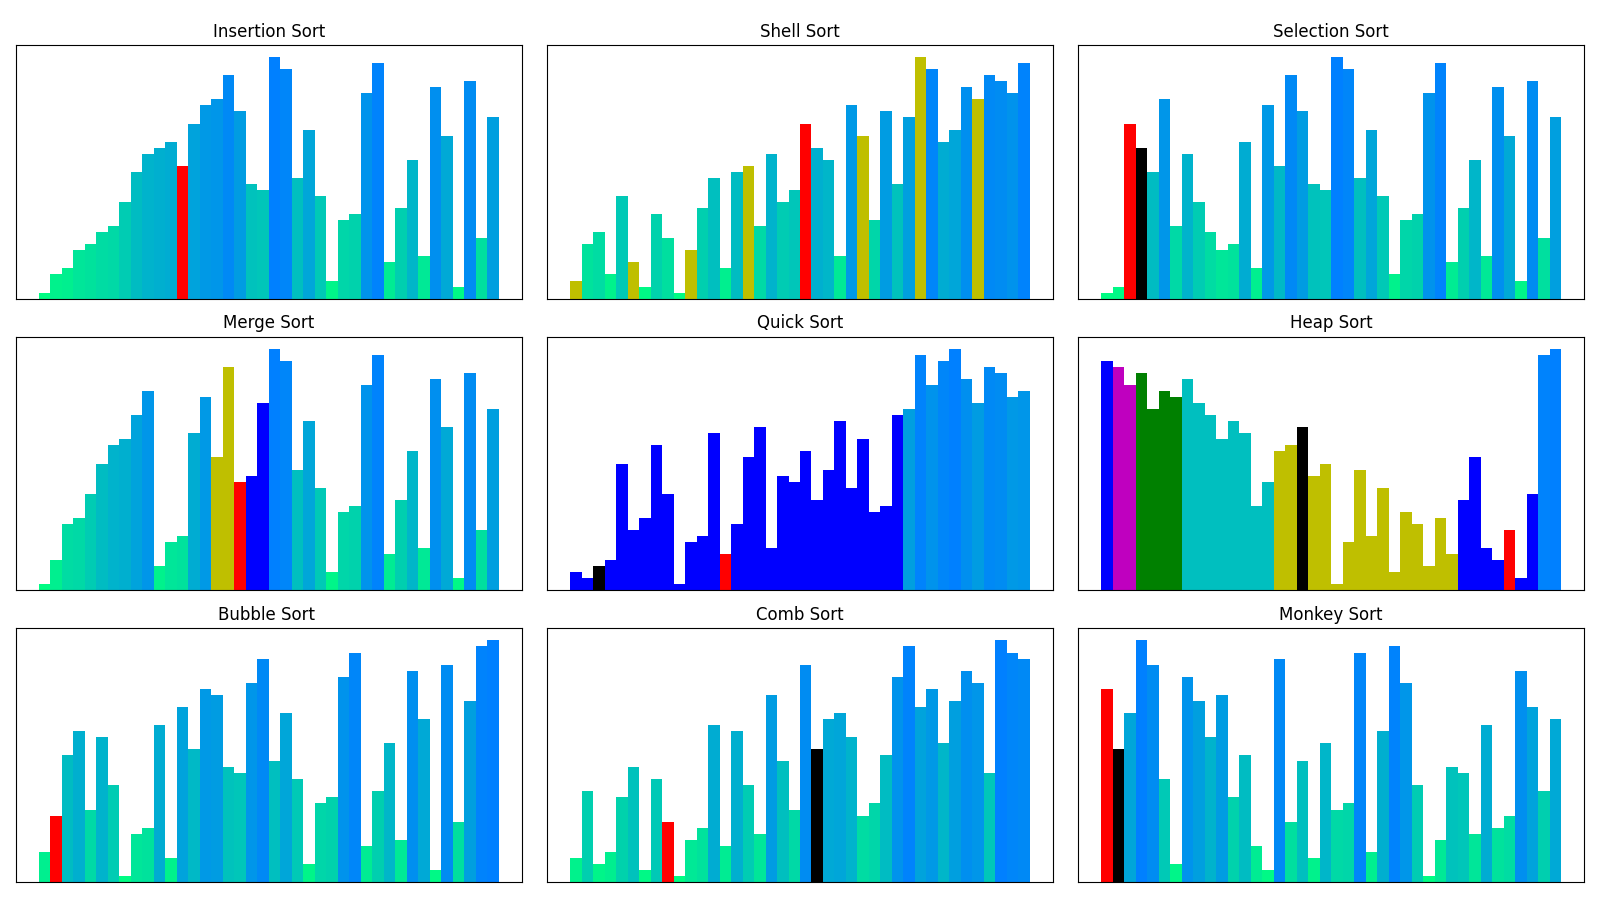 Insertion Sort
Shell Sort
Selection Sort
Merge Sort
Quick Sort
Heap Sort
Bubble Sort
Comb Sort
Monkey Sort